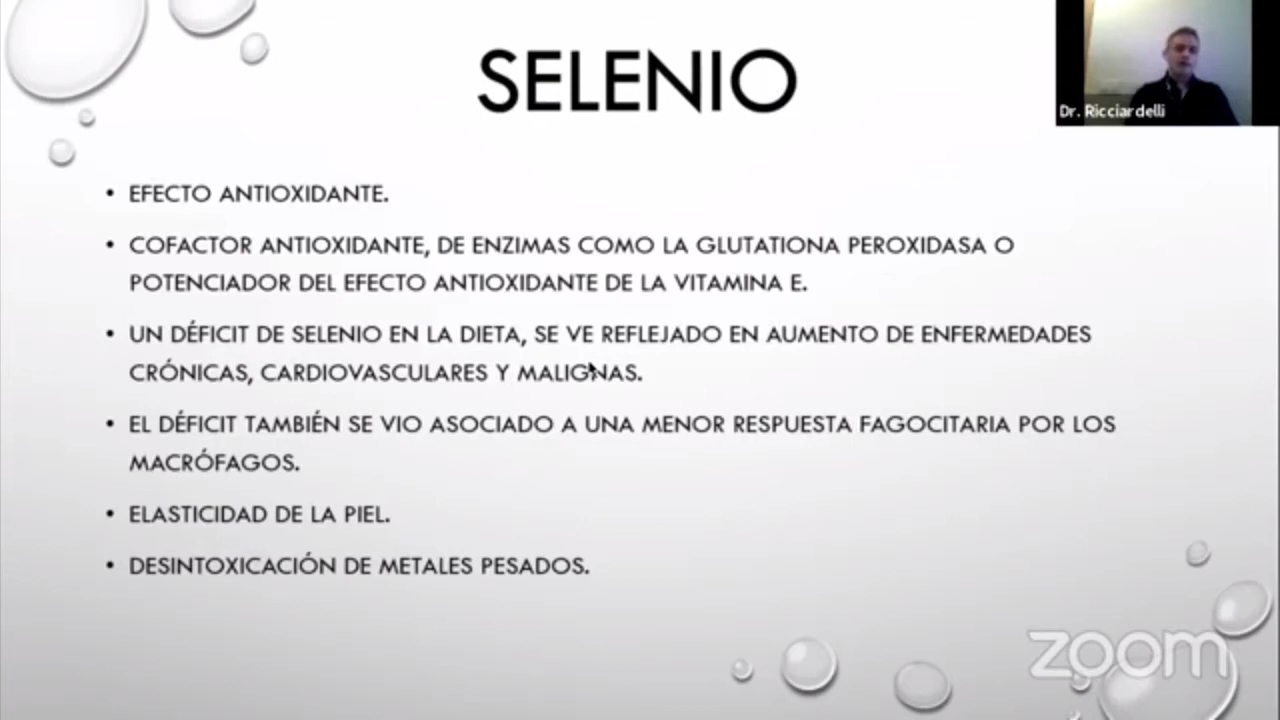 SELENIO
Dr. Ricciardelli
• EFECTO ANTIOXIDANTE.
• COFACTOR ANTIOXIDANTE, DE ENZIMAS COMO LA GLUTATIONA PEROXIDASA O
POTENCIADOR DEL EFECTO ANTIOXIDANTE DE LA VITAMINA E.
• UN DÉFICIT DE SELENIO EN LA DIETA, SE VE REFLEJADO EN AUMENTO DE ENFERMEDADES
CRÓNICAS, CARDIOVASCULARES Y MALIGNAS.
• EL DÉFICIT TAMBIÉN SE VIO ASOCIADO A UNA MENOR RESPUESTA FAGOCITARIA POR LOS
MACRÓFAGOS.
• ELASTICIDAD DE LA PIEL.
• DESINTOXICACIÓN DE METALES PESADOS.
zoom